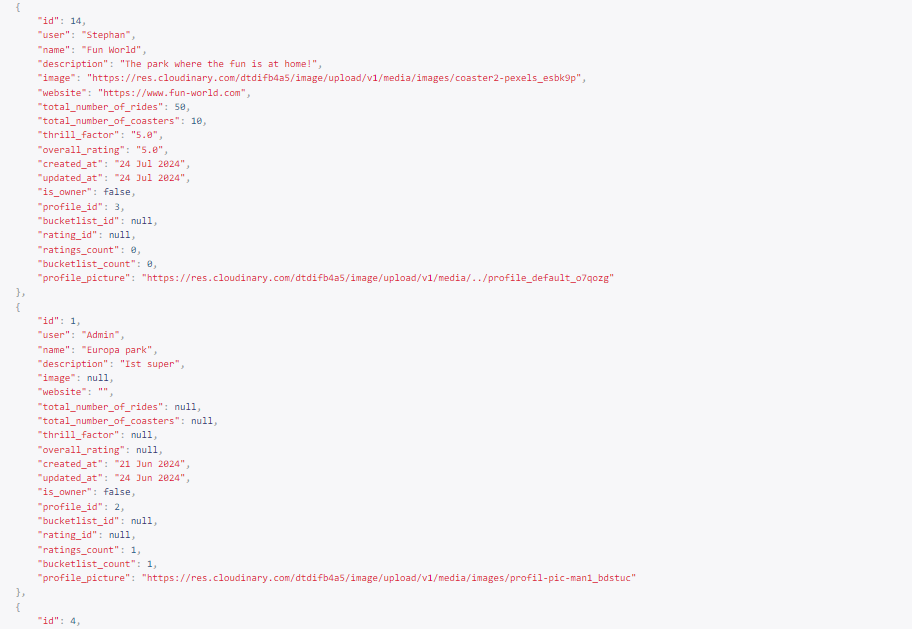 {
"id": 14,
"user": "Stephan",
"name": "Fun World",
"description": "The park where the fun is at home!",
"image": "https://res.cloudinary.com/dtdifb4a5/image/upload/v1/media/images/coaster2-pexels_esbk9p",
"website": "https://www.fun-world.com",
"total_number_of_rides": 50,
"total_number_of_coasters": 10,
"thrill_factor": "5.0",
"overall_rating": "5.0",
"created_at": "24 Jul 2024",
"updated_at": "24 Jul 2024",
"is_owner": false,
"profile_id": 3,
"bucketlist_id": null,
"rating_id": null,
"ratings_count": 0,
"bucketlist_count": 0,
"profile_picture": "https://res.cloudinary.com/dtdifb4a5/image/upload/v1/media/../profile_default_o7qozg"
},
{
"id": 1,
"user": "Admin",
"name": "Europa park",
"description": "Ist super",
"image": null,
"website": "",
"total_number_of_rides": null,
"total_number_of_coasters": null,
"thrill_factor": null,
"overall_rating": null,
"created_at": "21 Jun 2024",
"updated_at": "24 Jun 2024",
"is_owner": false,
"profile_id": 2,
"bucketlist_id": null,
"rating_id": null,
"ratings_count": 1,
"bucketlist_count": 1,
"profile_picture": "https://res.cloudinary.com/dtdifb4a5/image/upload/v1/media/images/profil-pic-man1_bdstuc"
},
{
"id": 4,